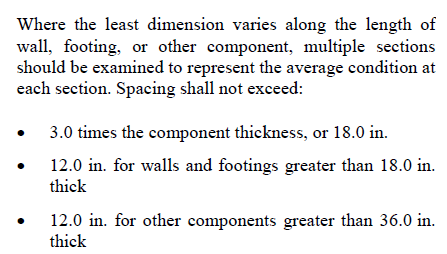 Where the least dimension varies along the length of
wall, footing, or other component, multiple sections
should be examined to represent the average condition at
each section. Spacing shall not exceed:
• 3.0 times the component thickness, or 18.0 in.
• 12.0 in. for walls and footings greater than 18.0 in.
thick
• 12.0 in. for other components greater than 36.0 in.
thick